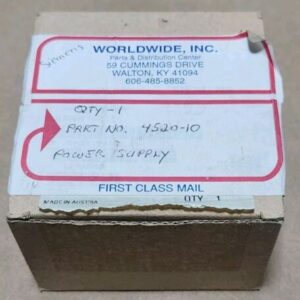 Siemens
WORLDWIDE, INC.
Parts & Distribution Center
59 CUMMINGS DRIVE
WALTON, KY 41094
606-485-8852
QTY -1
PART NO. 4520-10
POWER SUPPLY
FIRST CLASS MAIL
MADE IN AUSTRIA
QTY 1